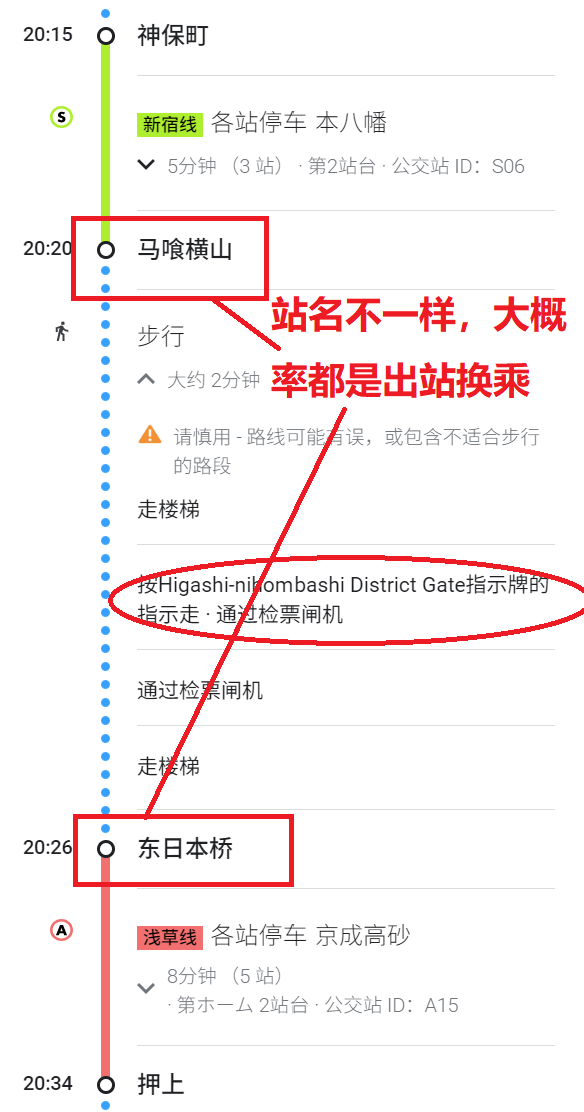 20:15 神保町
S 新宿线 各站停车 本八幡
5分钟 （3 站） · 第2站台 · 公交站 ID：S06
20:20 马喰横山
站名不一样，大概
步行
率都是出站换乘
大约 2分钟
请慎用 - 路线可能有误，或包含不适合步行
的路段
走楼梯
按Higashi-nihombashi District Gate指示牌的
指示走 · 通过检票闸机
通过检票闸机
走楼梯
20:26 东日本桥
A 浅草线 各站停车 京成高砂
8分钟 （5 站）
· 第ホーム 2站台 · 公交站 ID：A15
20:34 押上